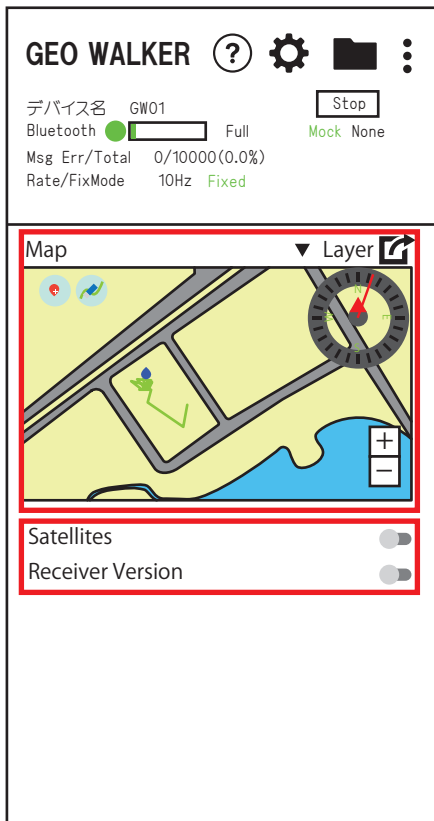 GEO WALKER ?
デバイス名 GW01 Stop
Bluetooth Full Mock None
Msg Err/Total 0/10000(0.0%)
Rate/FixMode 10Hz Fixed
Map ▼ Layer
N
E
S
W
+
−
Satellites
Receiver Version